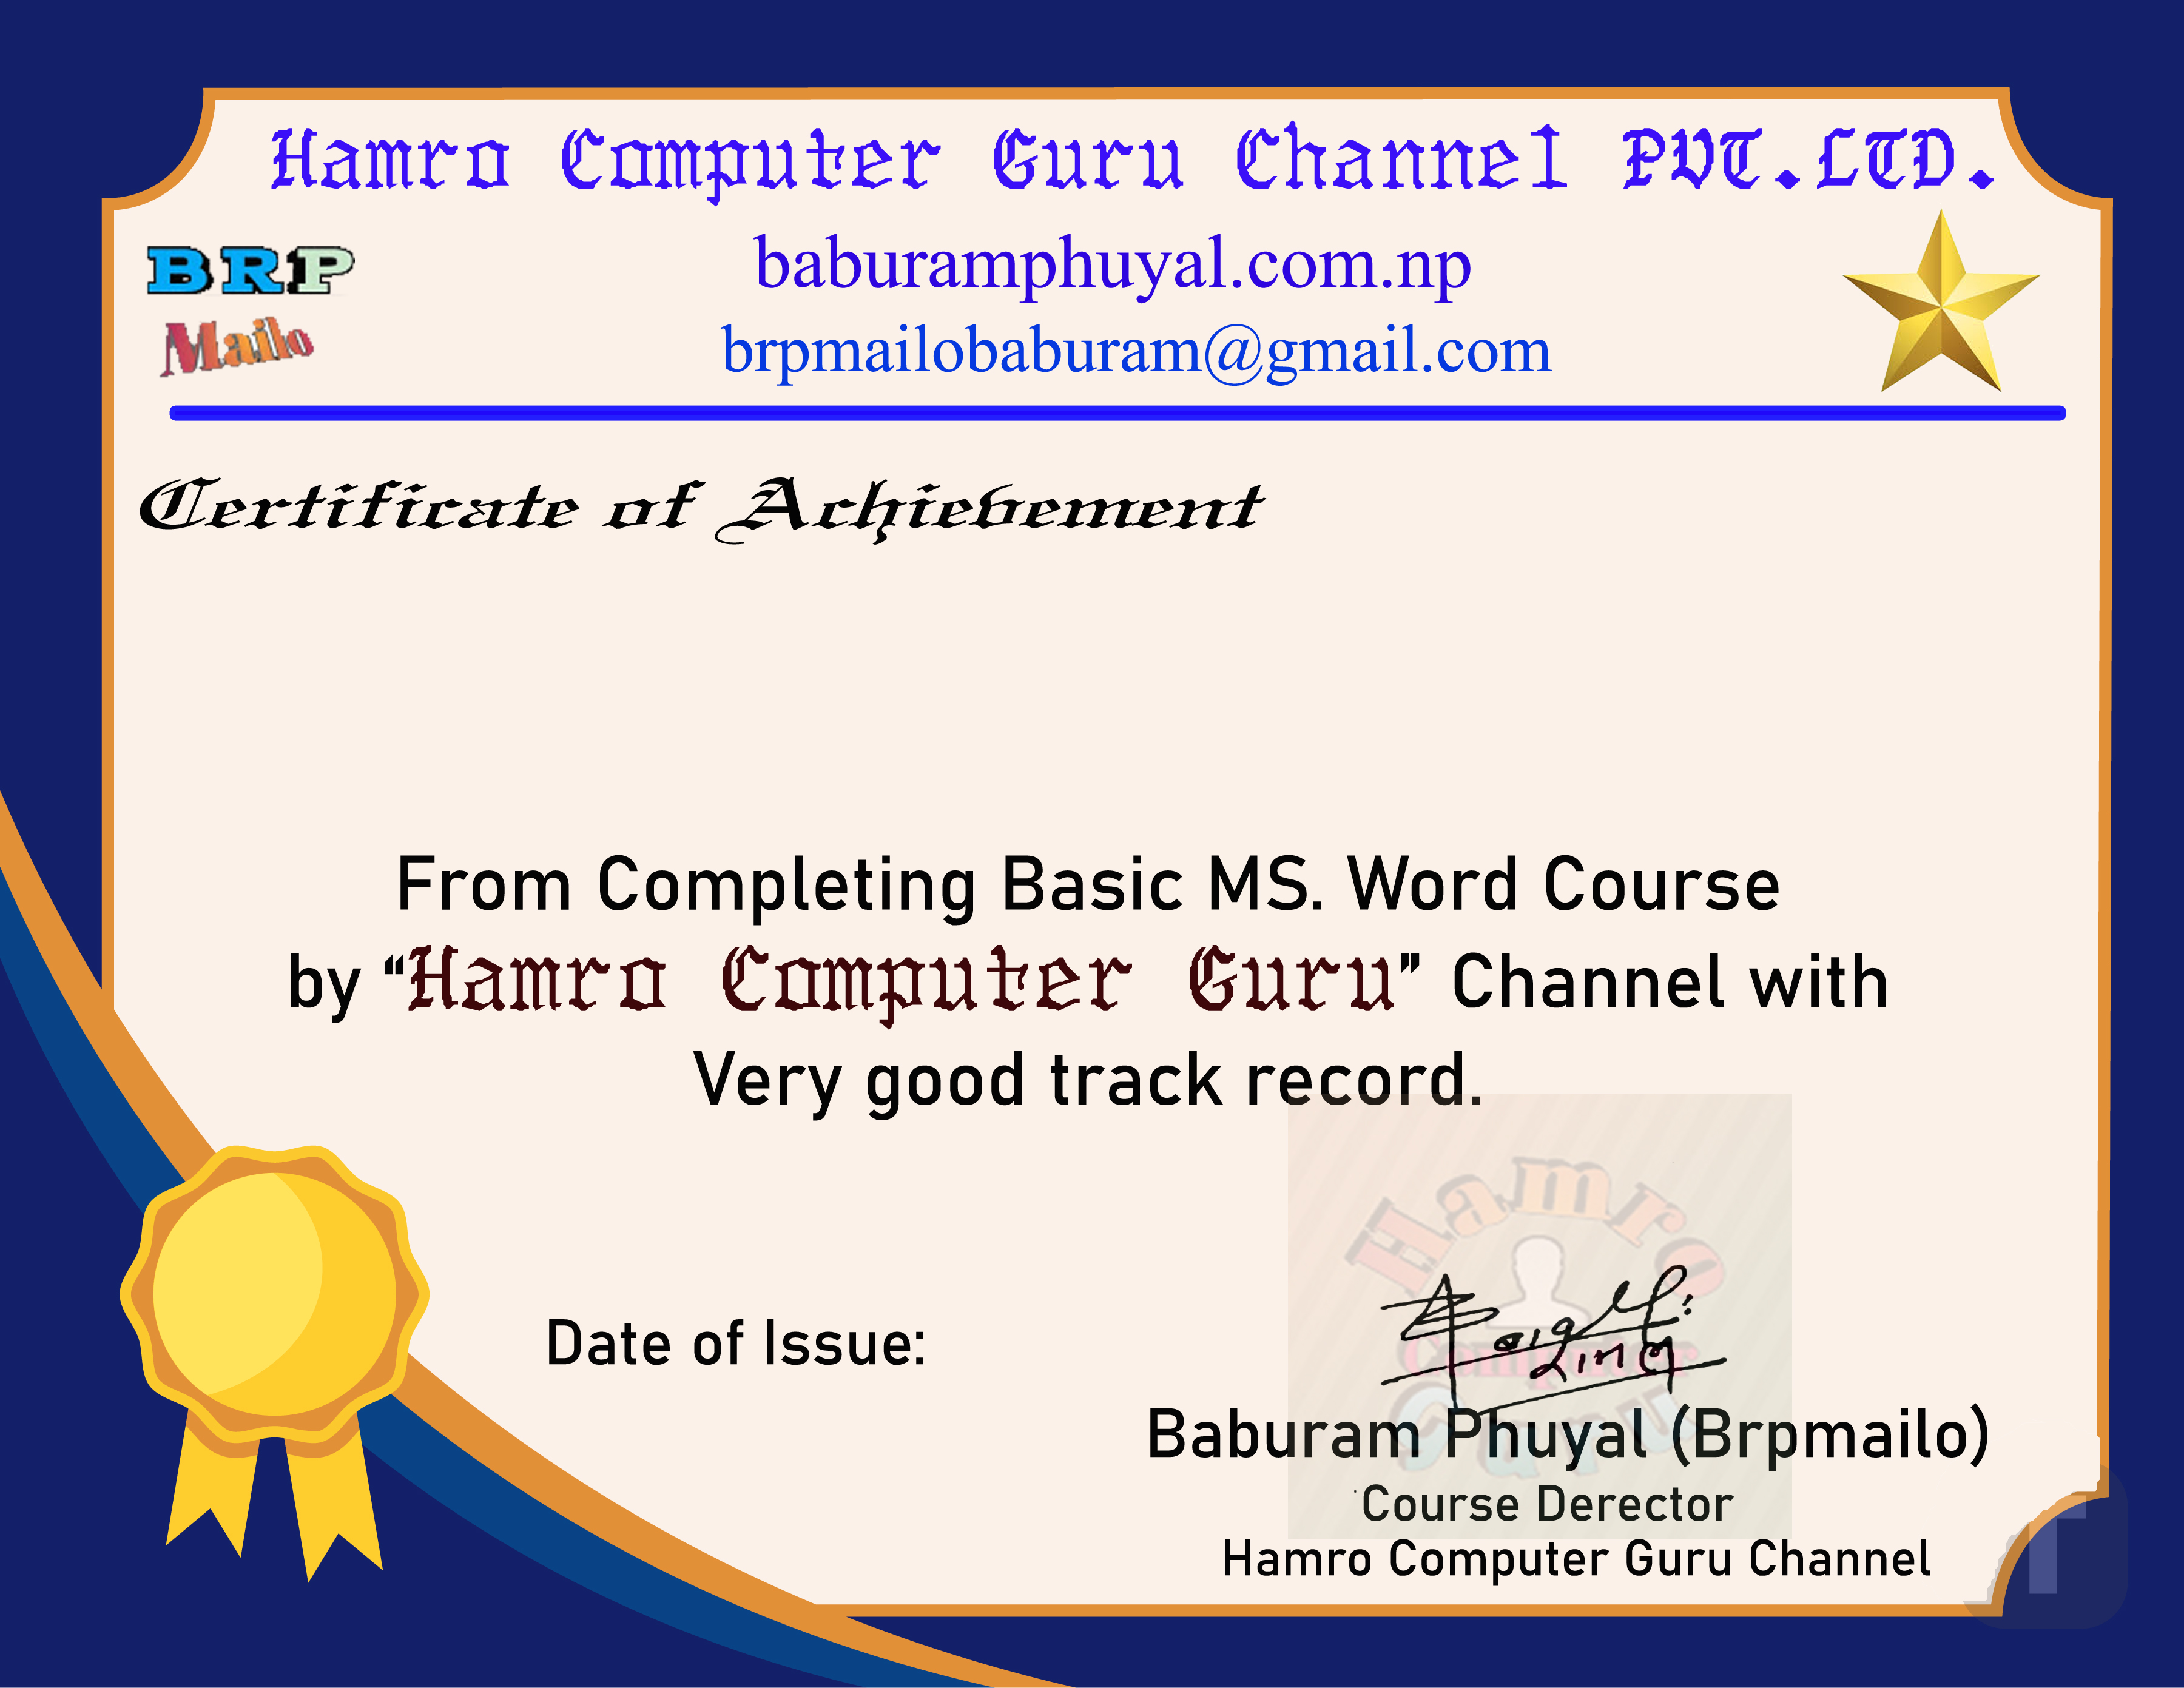 Hamro Computer Guru Channel PVT.LTD.
BRP
Mailo
baburamphuyal.com.np
brpmailobaburam@gmail.com
Certificate of Achievement
From Completing Basic MS. Word Course
by "Hamro Computer Guru" Channel with
Very good track record.
Hamro
Computer
Guru
Date of Issue:
Baburam Phuyal (Brpmailo)
Course Derector
Hamro Computer Guru Channel